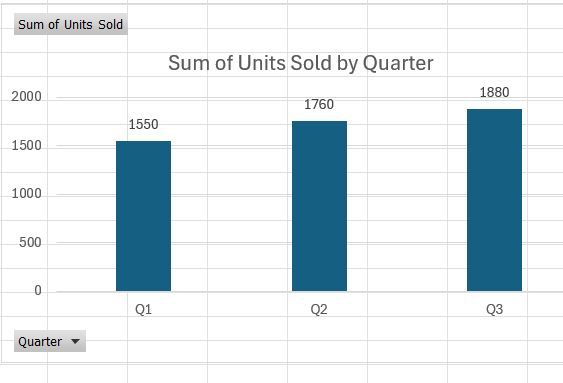 Sum of Units Sold
Sum of Units Sold by Quarter
2000
1500
1000
500
0
1550
1760
1880
Q1
Q2
Q3
Quarter